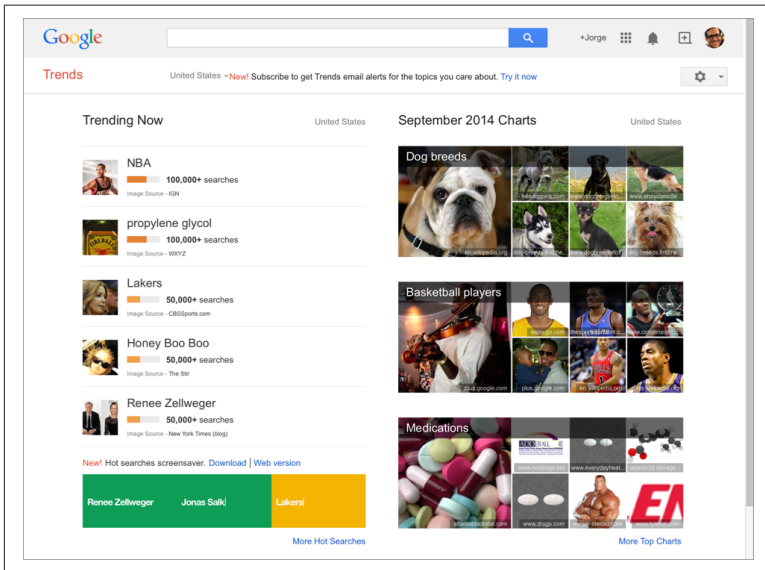 Google
+Jorge
Trends
United States
New! Subscribe to get Trends email alerts for the topics you care about. Try it now
Trending Now
United States
NBA
100,000+ searches
Image Source - IGN
propylene glycol
100,000+ searches
Image Source - WXYZ
Lakers
50,000+ searches
Image Source - CBSSports.com
Honey Boo Boo
50,000+ searches
Image Source - The Stir
Renee Zellweger
50,000+ searches
Image Source - New York Times (blog)
New! Hot searches screensaver. Download | Web version
Renee Zellweger
Jonas Salk
Lakers
More Hot Searches
September 2014 Charts
United States
Dog breeds
en.wikipedia.org
Basketball players
plus.google.com
plus.google.com
en.wikipedia.org
Medications
ADDERALL
www.everydayheal...
www.drugs.com
More Top Charts